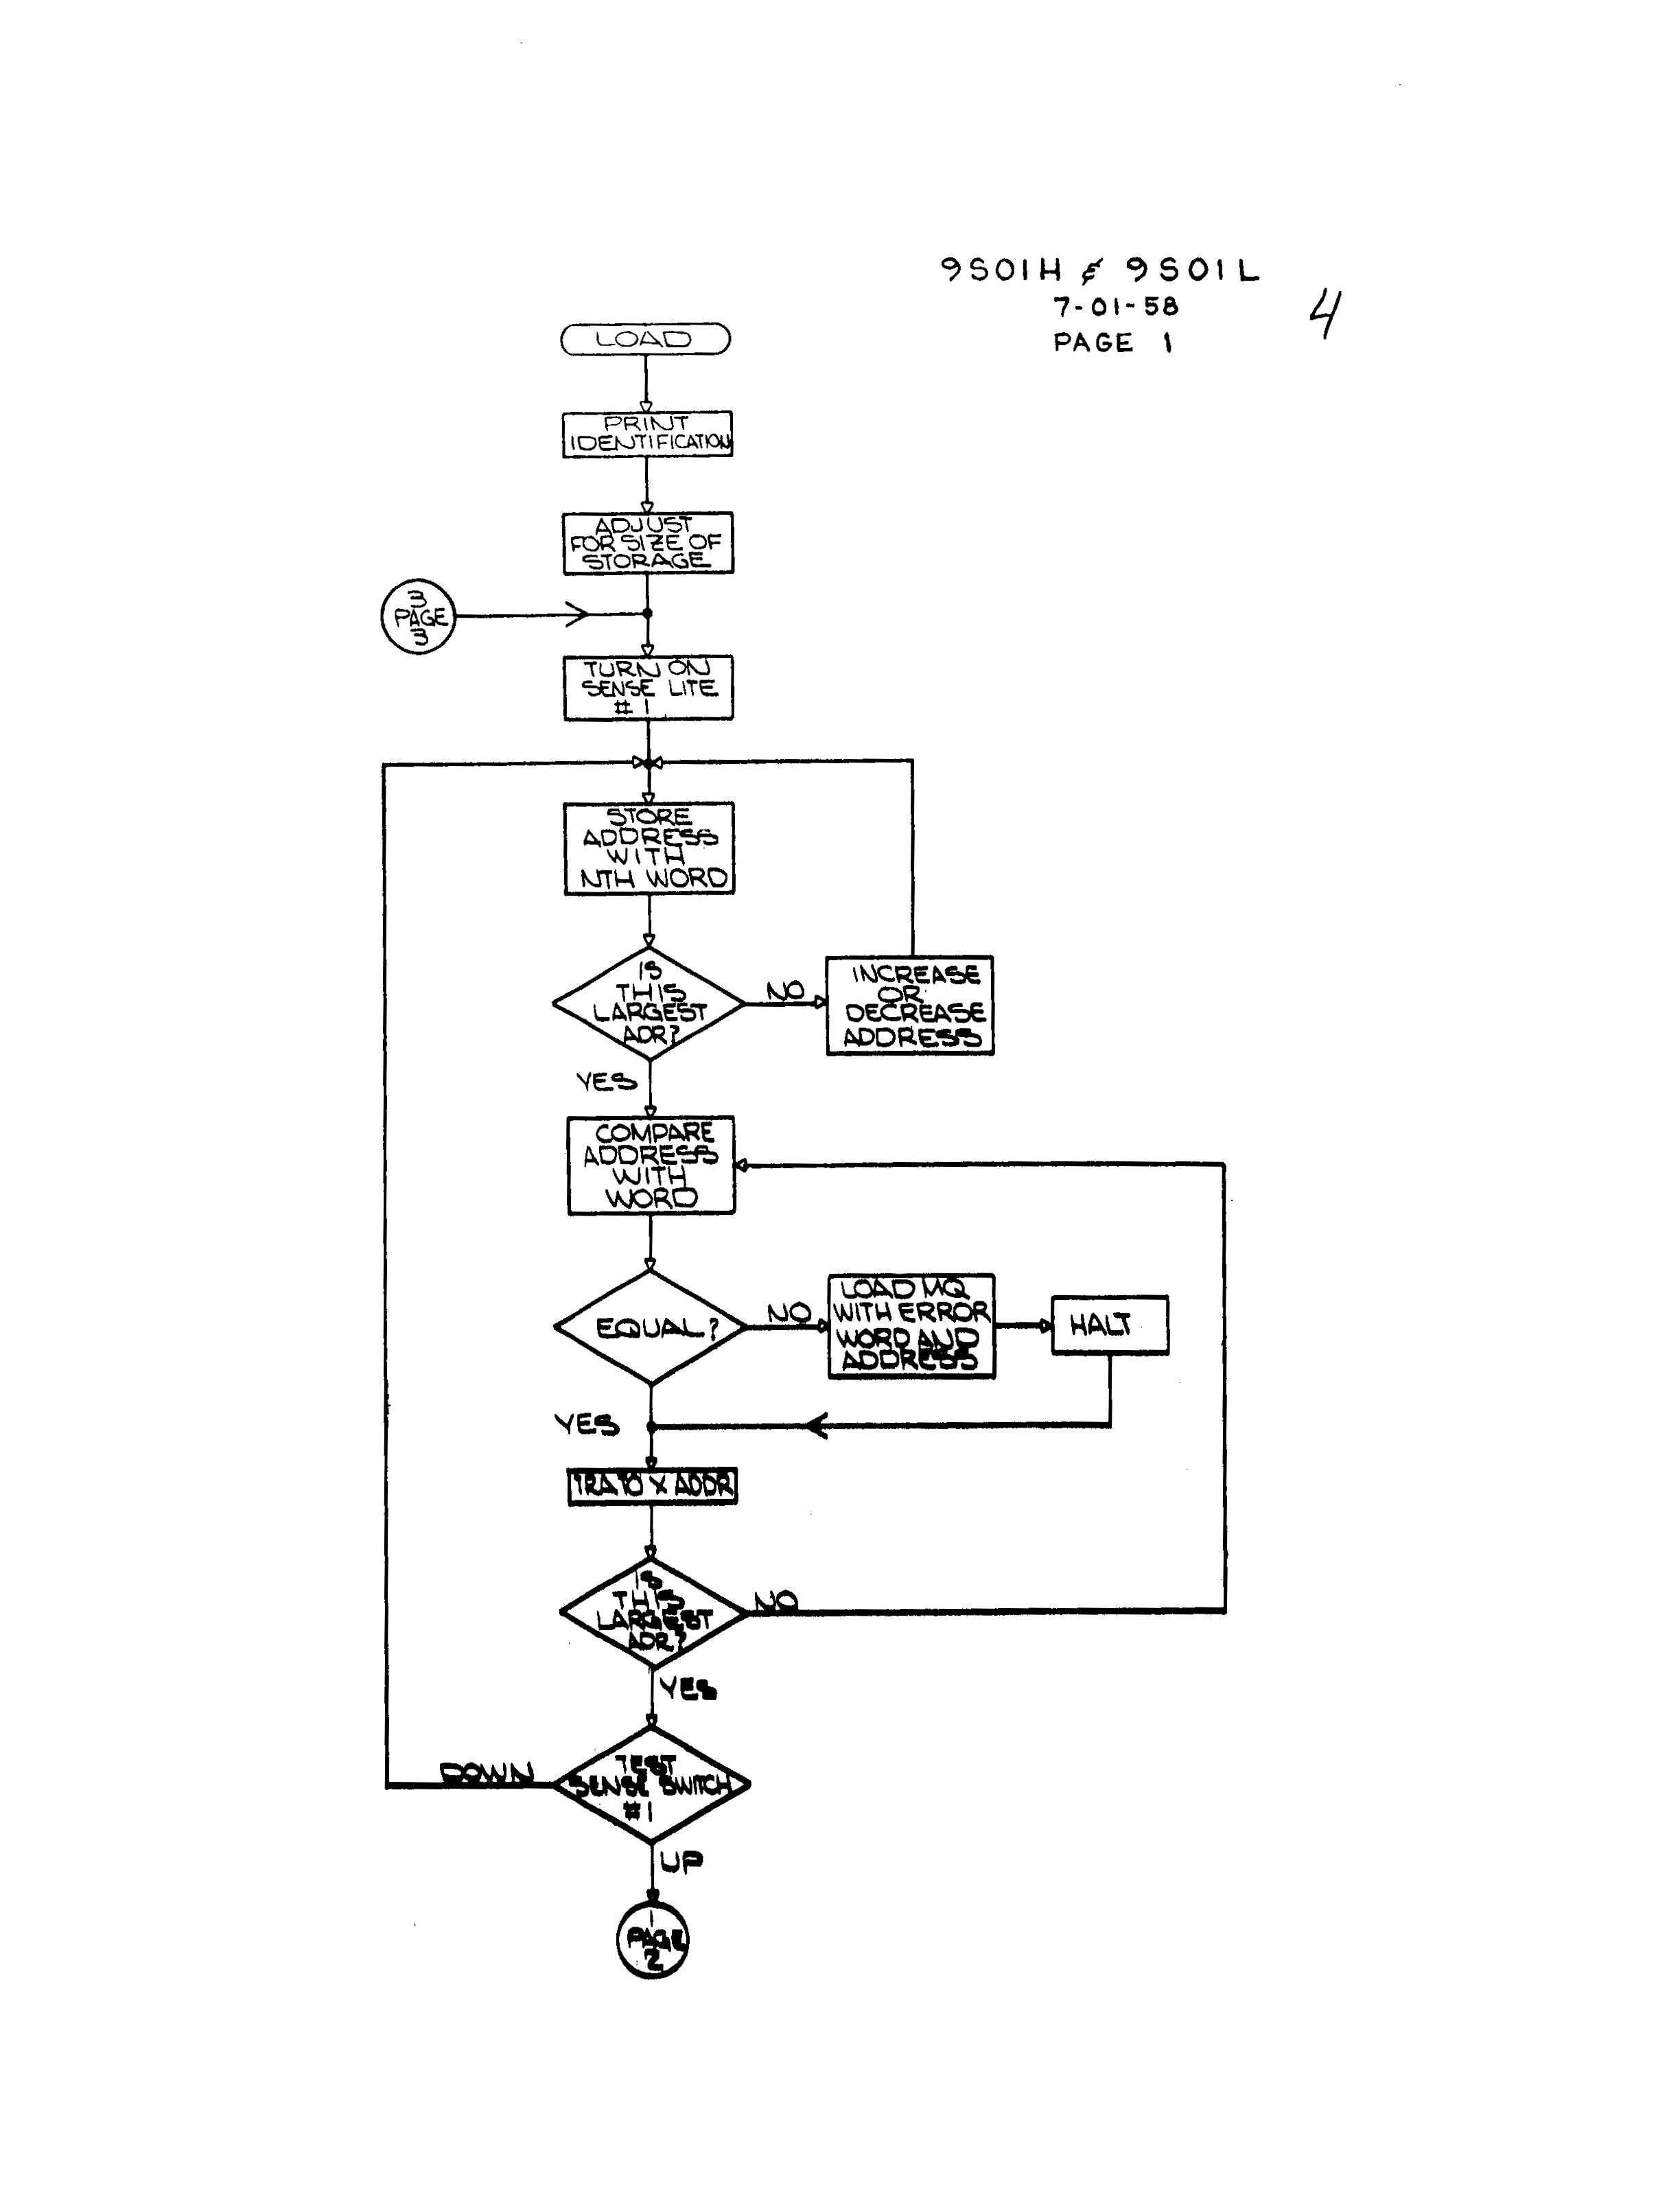 9S01H & 9S01L
7-01-58
PAGE 1
4
LOAD
PRINT
IDENTIFICATION
ADJUST
FOR SIZE OF
STORAGE
3
PAGE
3
TURN ON
SENSE LITE
# 1
STORE
ADDRESS
WITH
NTH WORD
IS
THIS
LARGEST
ADR?
NO
INCREASE
OR
DECREASE
ADDRESS
YES
COMPARE
ADDRESS
WITH
WORD
EQUAL?
NO
LOAD MQ
WITH ERROR
WORD AND
ADDRESS
HALT
YES
TRA TO X ADDR
IS
THIS
LARGEST
ADR?
NO
YES
TEST
SENSE SWITCH
#1
DOWN
UP
1
PAGE
2